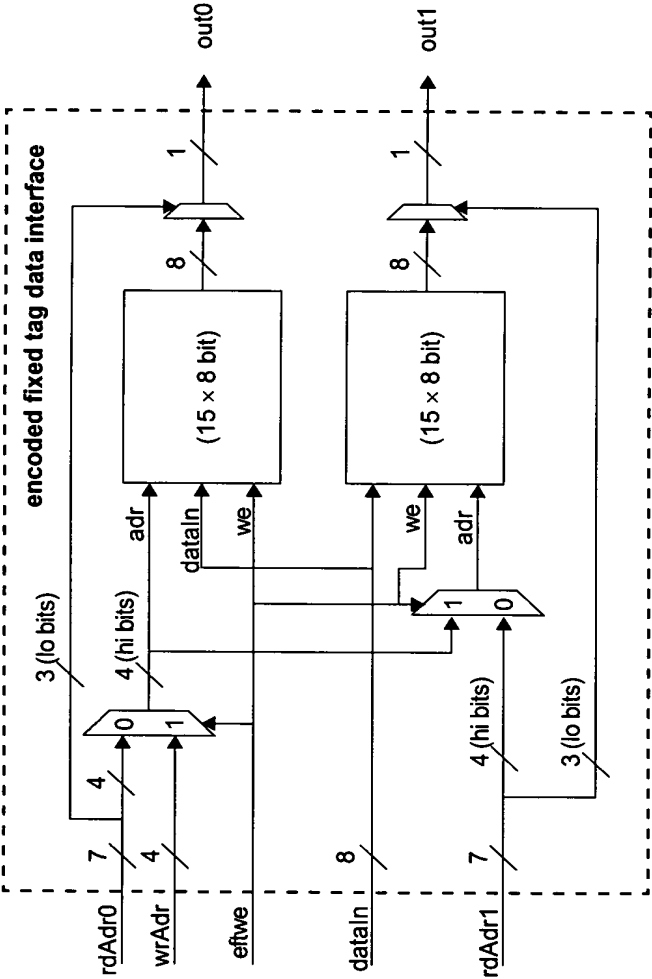 encoded fixed tag data interface
rdAdr0
7
4
3 (lo bits)
wrAdr
4
0
1
4 (hi bits)
adr
eftwe
dataIn
we
(15 × 8 bit)
8
1
out0
dataIn
8
rdAdr1
7
4 (hi bits)
3 (lo bits)
1
0
we
adr
(15 × 8 bit)
8
1
out1